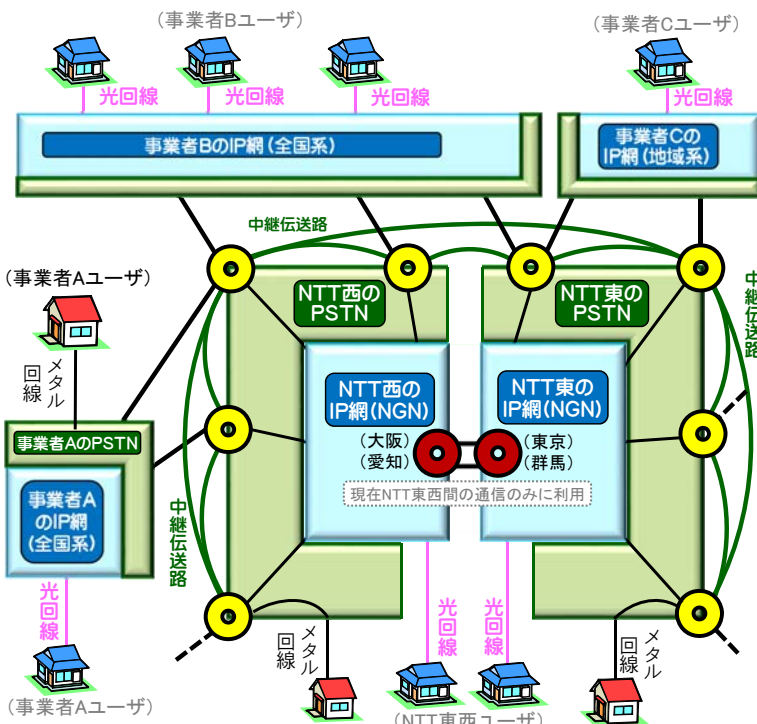 (事業者Bユーザ)
(事業者Cユーザ)
光回線
光回線
光回線
光回線
事業者BのIP網(全国系)
事業者Cの
IP網(地域系)
中継伝送路
(事業者Aユーザ)
NTT西の
PSTN
NTT東の
PSTN
中継伝送路
メタル
回線
NTT西の
IP網(NGN)
NTT東の
IP網(NGN)
事業者AのPSTN
(大阪)
(愛知)
(東京)
(群馬)
現在NTT東西間の通信のみに利用
事業者A
のIP網
(全国系)
中継伝送路
光回線
光回線
光回線
メタル
回線
メタル
回線
(事業者Aユーザ)
(NTT東西ユーザ)